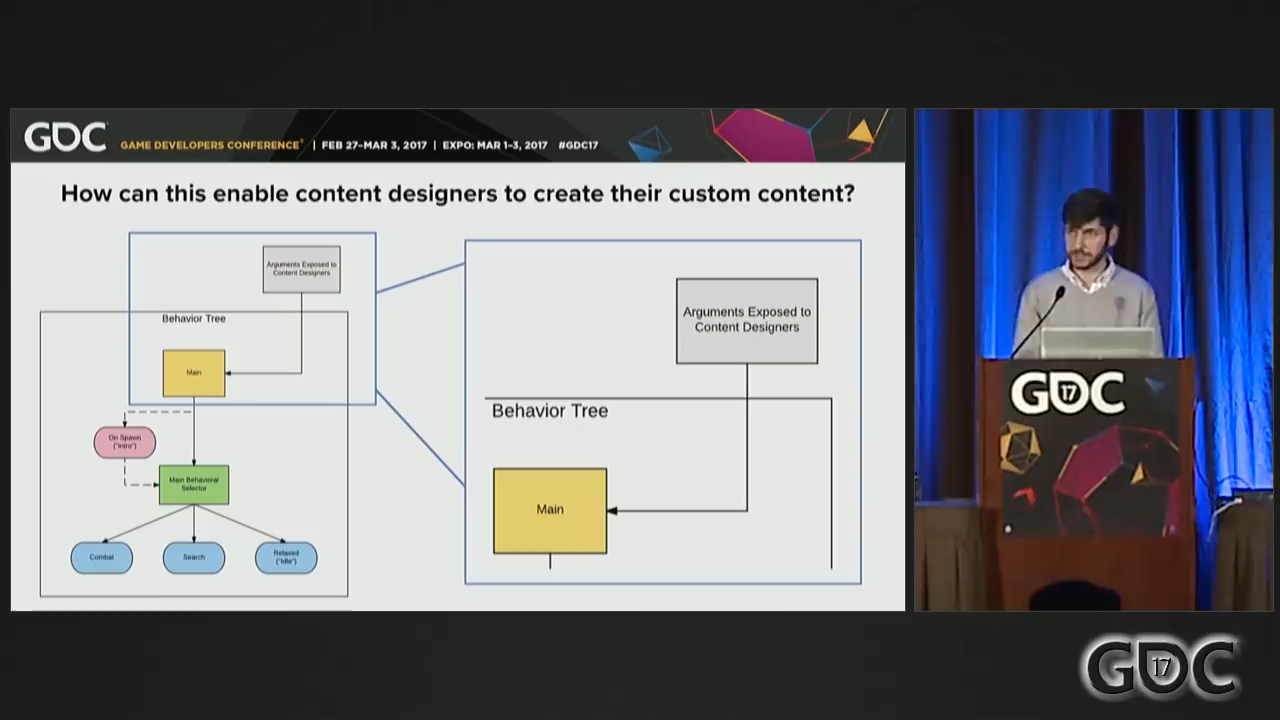 GDC
GAME DEVELOPERS CONFERENCE® | FEB 27-MAR 3, 2017 | EXPO: MAR 1-3, 2017 #GDC17
How can this enable content designers to create their custom content?
Arguments Exposed to
Content Designers
Behavior Tree
Main
On Spawn
("Intro")
Main Behavioral
Selector
Combat
Search
Relaxed
("Idle")
Arguments Exposed to
Content Designers
Behavior Tree
Main
GDC
17
GDC
17